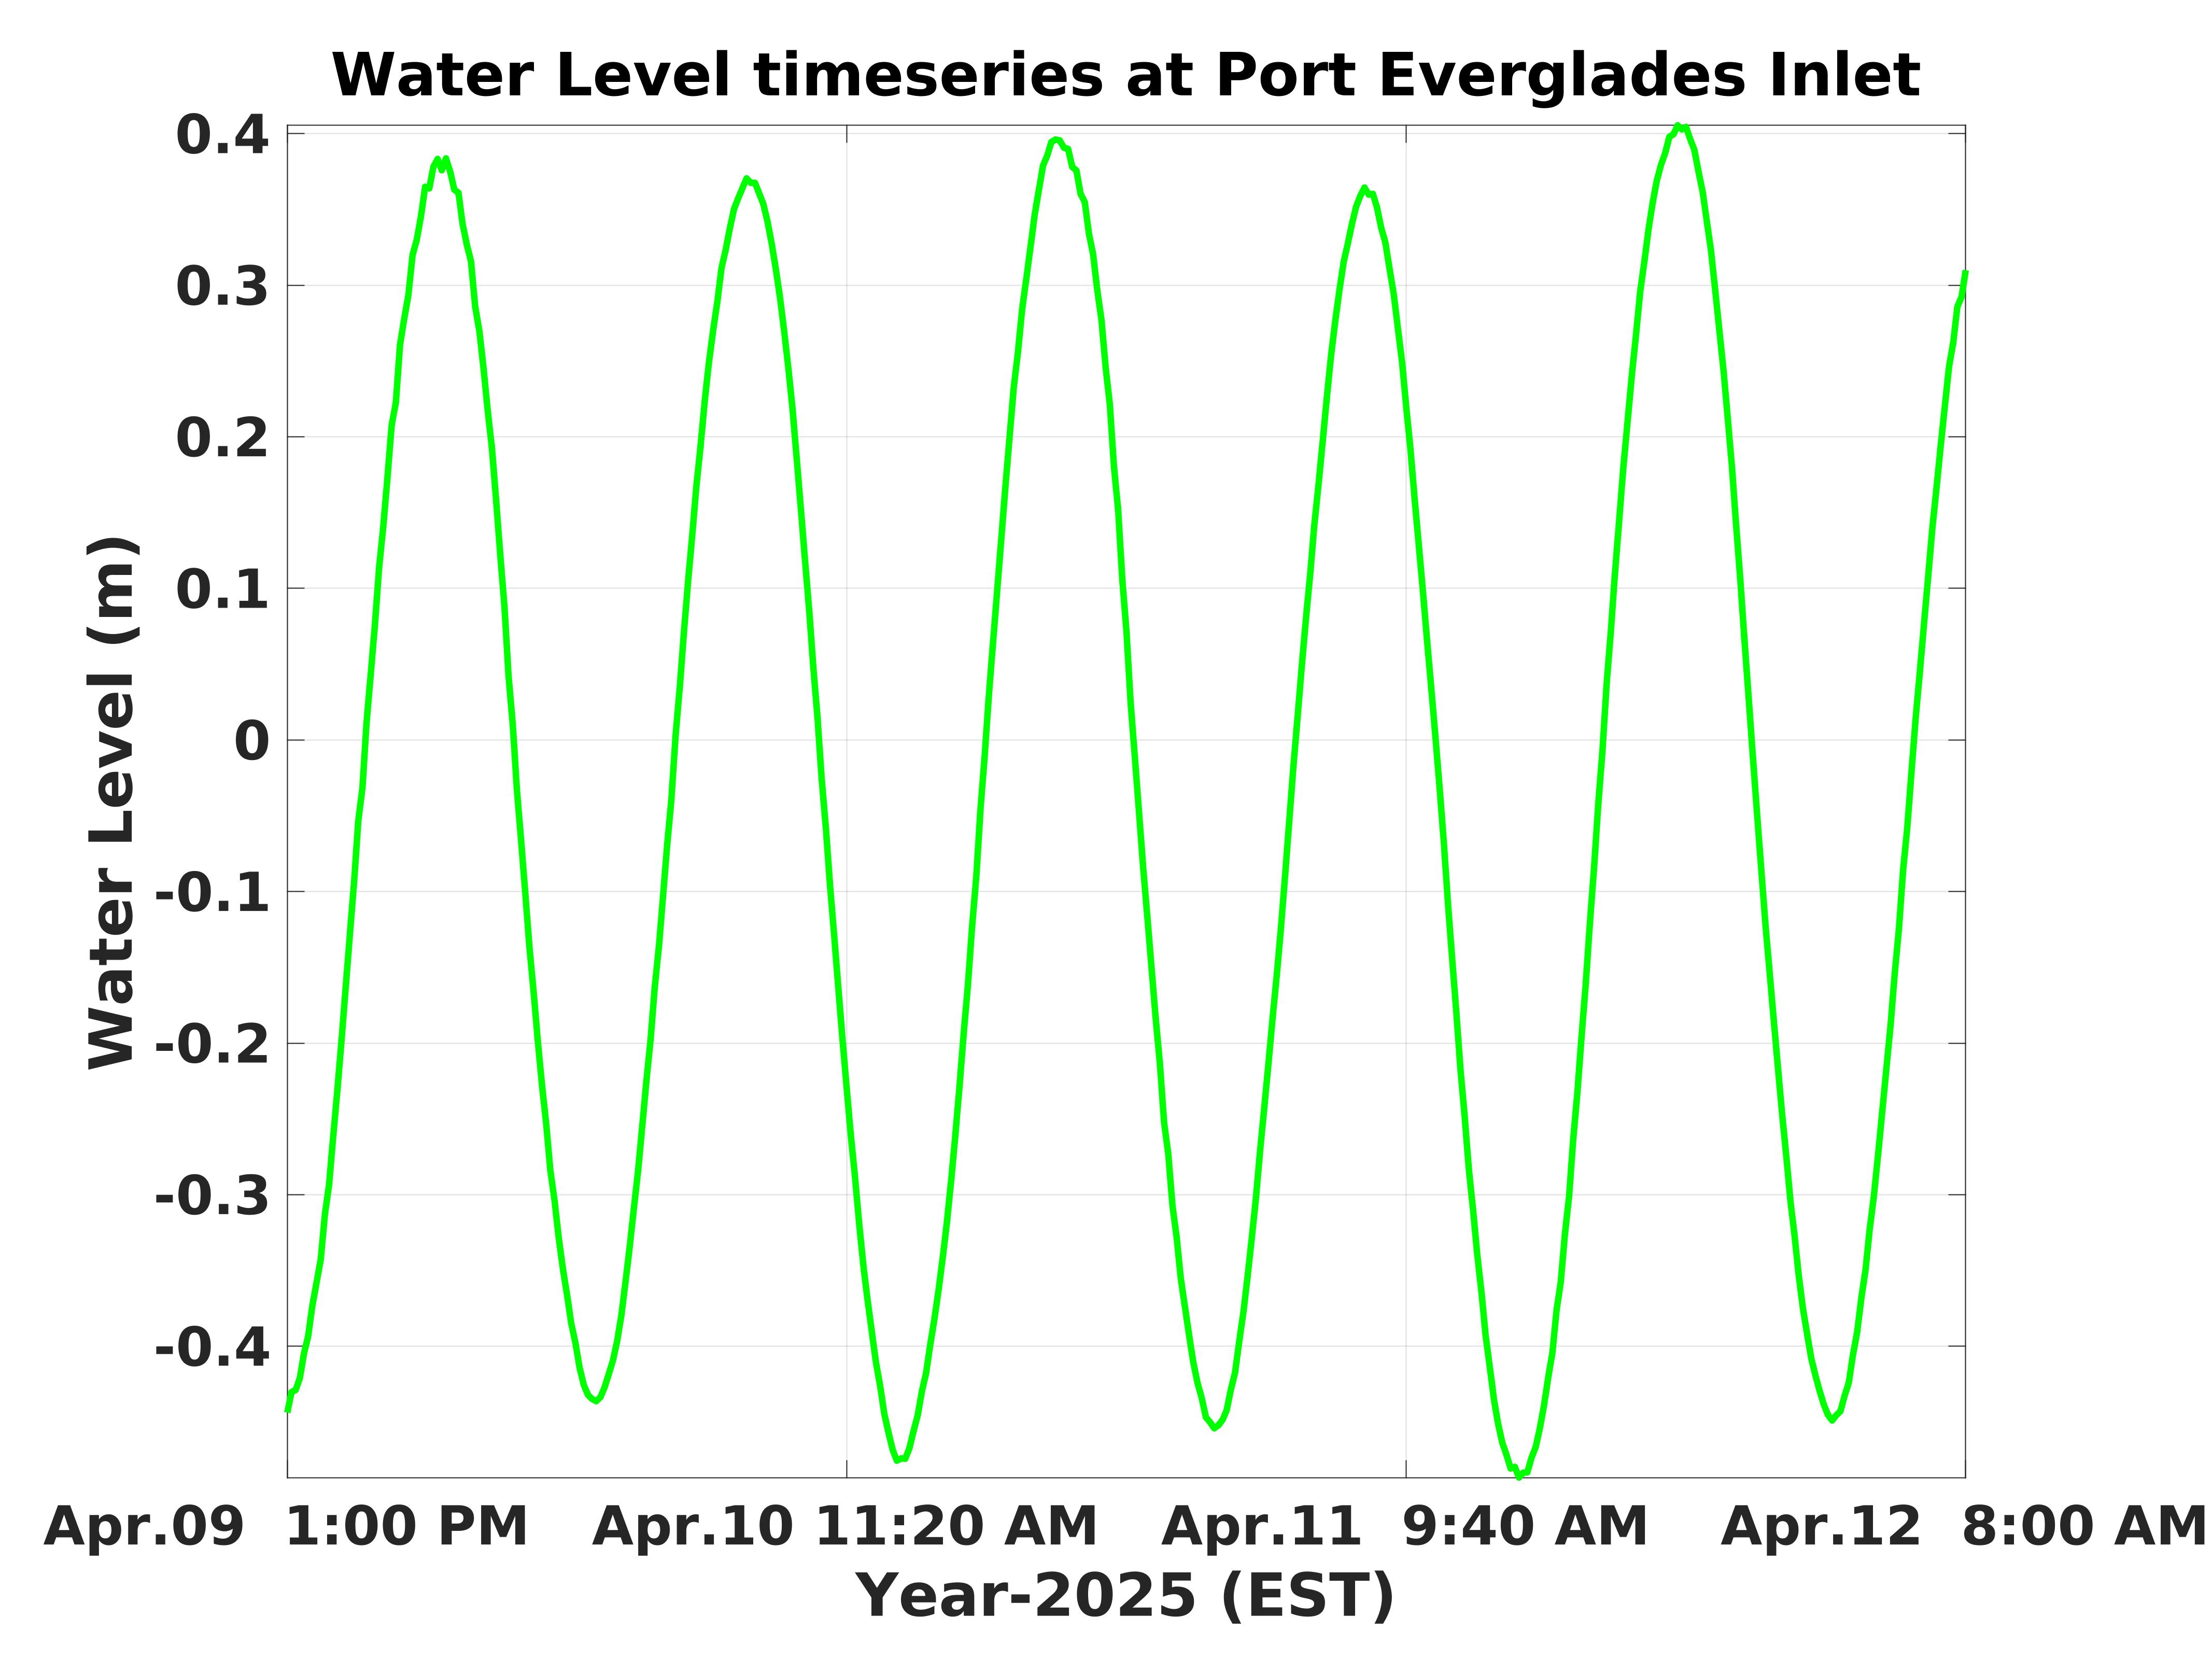 Water Level timeseries at Port Everglades Inlet
0.4
0.3
0.2
0.1
0
-0.1
-0.2
-0.3
-0.4
Water Level (m)
Apr.09 1:00 PM Apr.10 11:20 AM Apr.11 9:40 AM Apr.12 8:00 AM
Year-2025 (EST)